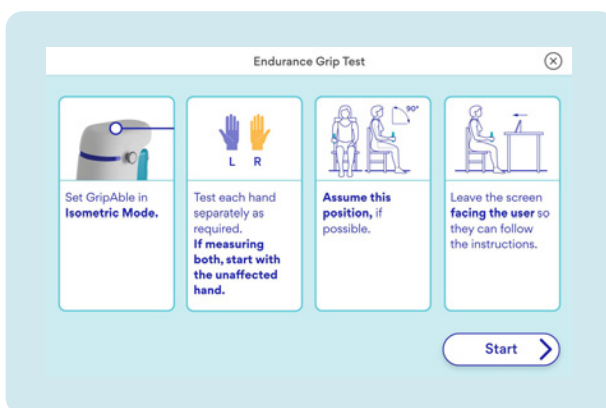 Endurance Grip Test
Set GripAble in
Isometric Mode.
L R
Test each hand
separately as
required.
If measuring
both, start with
the unaffected
hand.
90°
Assume this
position, if
possible.
Leave the screen
facing the user so
they can follow
the instructions.
Start